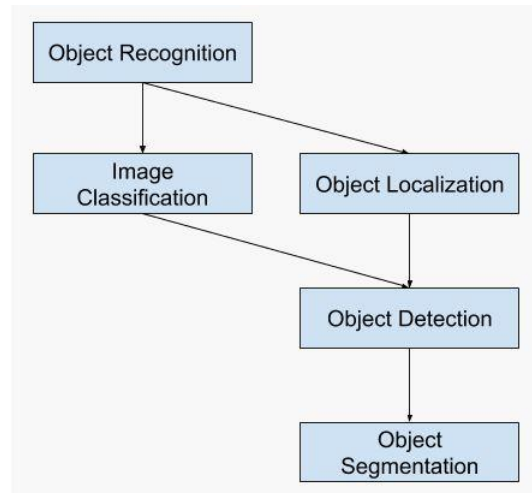 Object Recognition
Image
Classification
Object Localization
Object Detection
Object
Segmentation